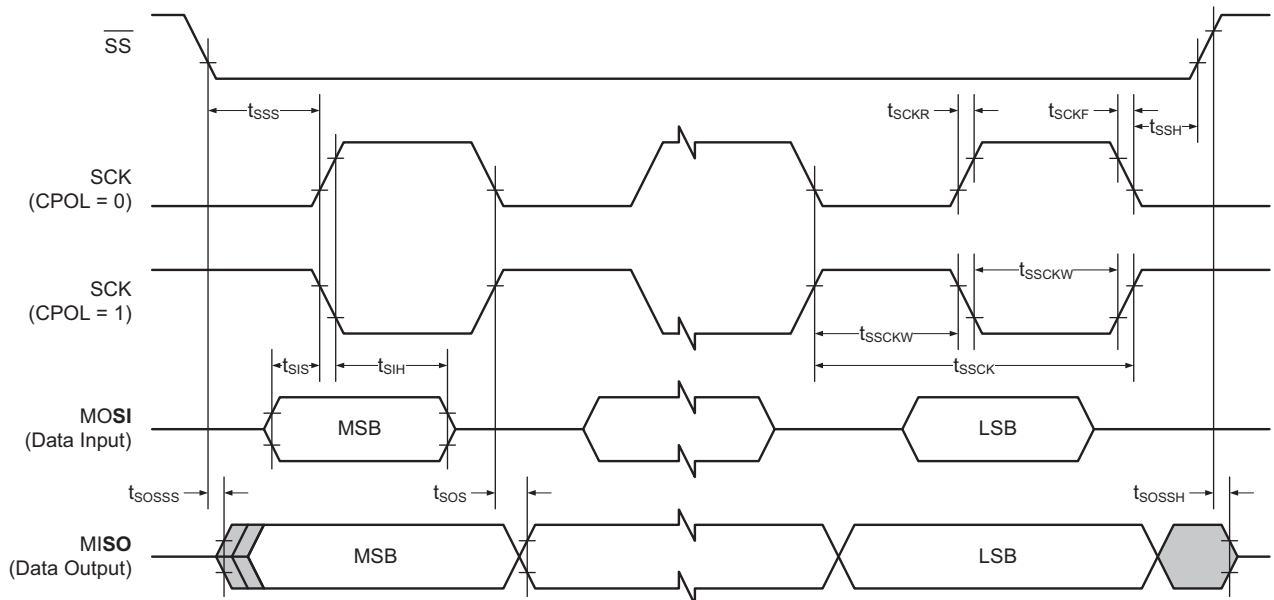 SS
tSSS
tSCKR
tSCKF
tSSH
SCK
(CPOL = 0)
SCK
(CPOL = 1)
tSSCKW
tSSCKW
tSIS
tSIH
tSSCK
MOSI
(Data Input)
MSB
LSB
tSOSSS
tSOS
tSOSSH
MISO
(Data Output)
MSB
LSB